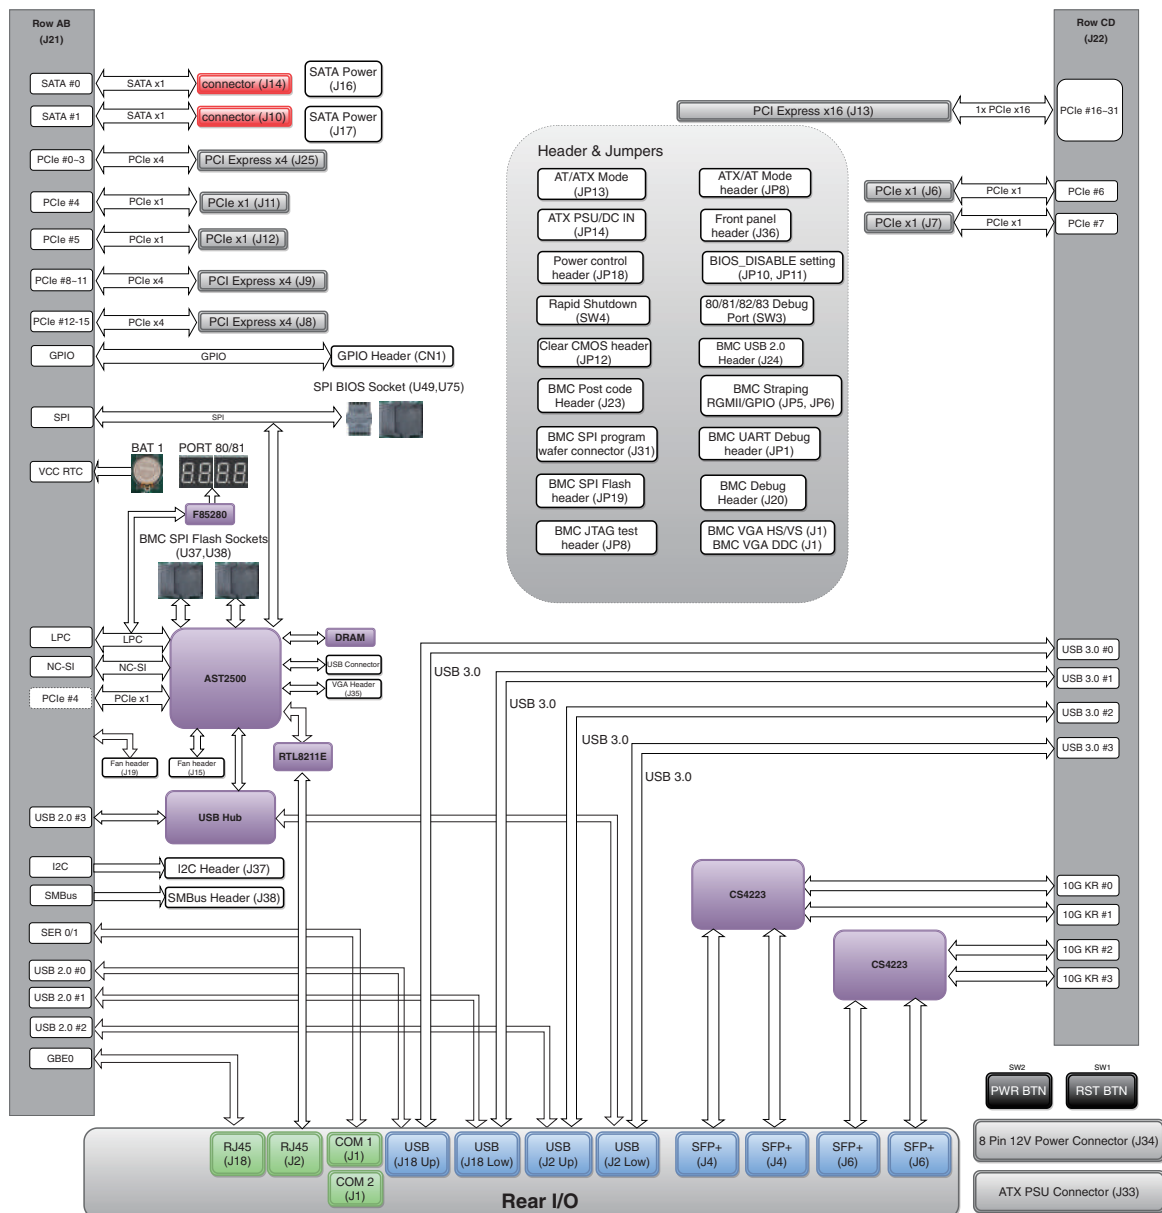 Row AB
(J21)
Row CD
(J22)
SATA #0
SATA x1
connector (J14)
SATA Power
(J16)
SATA #1
SATA x1
connector (J10)
SATA Power
(J17)
PCIe #0~3
PCIe x4
PCI Express x4 (J25)
PCIe #4
PCIe x1
PCIe x1 (J11)
PCIe #5
PCIe x1
PCIe x1 (J12)
PCIe #8~11
PCIe x4
PCI Express x4 (J9)
PCIe #12-15
PCIe x4
PCI Express x4 (J8)
GPIO
GPIO
GPIO Header (CN1)
SPI BIOS Socket (U49,U75)
SPI
SPI
BAT 1
PORT 80/81
VCC RTC
F85280
BMC SPI Flash Sockets
(U37,U38)
PCI Express x16 (J13)
1x PCIe x16
PCIe #16~31
PCIe x1 (J6)
PCIe x1
PCIe #6
PCIe x1 (J7)
PCIe x1
PCIe #7
Header & Jumpers
AT/ATX Mode
(JP13)
ATX/AT Mode
header (JP8)
ATX PSU/DC IN
(JP14)
Front panel
header (J36)
Power control
header (JP18)
BIOS_DISABLE setting
(JP10, JP11)
Rapid Shutdown
(SW4)
80/81/82/83 Debug
Port (SW3)
Clear CMOS header
(JP12)
BMC USB 2.0
Header (J24)
BMC Post code
Header (J23)
BMC Straping
RGMII/GPIO (JP5, JP6)
BMC SPI program
wafer connector (J31)
BMC UART Debug
header (JP1)
BMC SPI Flash
header (JP19)
BMC Debug
Header (J20)
BMC JTAG test
header (JP8)
BMC VGA HS/VS (J1)
BMC VGA DDC (J1)
LPC
LPC
NC-SI
NC-SI
PCIe #4
PCIe x1
AST2500
DRAM
USB Connector
VGA Header
(J35)
Fan header
(J19)
Fan header
(J15)
RTL8211E
USB 3.0
USB 3.0
USB 3.0
USB 3.0
USB 3.0 #0
USB 3.0 #1
USB 3.0 #2
USB 3.0 #3
USB 2.0 #3
USB Hub
I2C
I2C Header (J37)
SMBus
SMBus Header (J38)
SER 0/1
USB 2.0 #0
USB 2.0 #1
USB 2.0 #2
GBE0
CS4223
CS4223
10G KR #0
10G KR #1
10G KR #2
10G KR #3
SW2
PWR BTN
SW1
RST BTN
8 Pin 12V Power Connector (J34)
ATX PSU Connector (J33)
RJ45
(J18)
RJ45
(J2)
COM 1
(J1)
COM 2
(J1)
USB
(J18 Up)
USB
(J18 Low)
USB
(J2 Up)
USB
(J2 Low)
SFP+
(J4)
SFP+
(J4)
SFP+
(J6)
SFP+
(J6)
Rear I/O